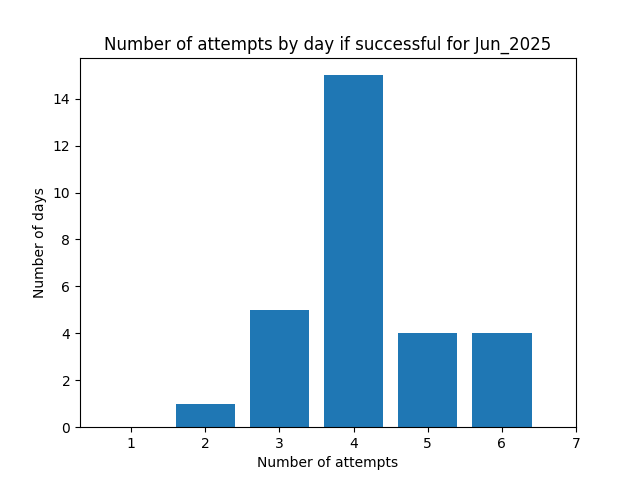 Number of attempts by day if successful for Jun_2025
14
12
10
8
6
4
2
0
Number of days
1 2 3 4 5 6 7
Number of attempts